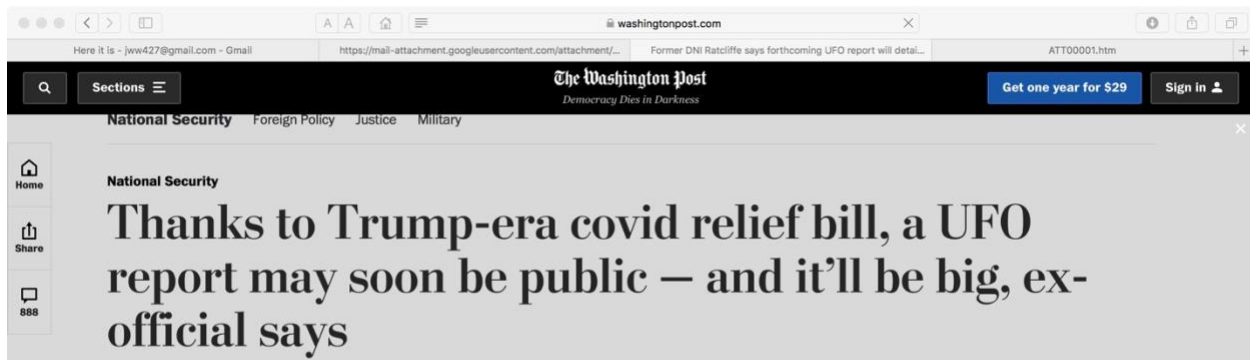 A A
washingtonpost.com
Here it is - jww427@gmail.com - Gmail
https://mail-attachment.googleusercontent.com/attachment/...
Former DNI Ratcliffe says forthcoming UFO report will detai...
ATT00001.htm
Sections
The Washington Post
Democracy Dies in Darkness
Get one year for $29
Sign in
National Security Foreign Policy Justice Military
Home
Share
888
National Security
Thanks to Trump-era covid relief bill, a UFO
report may soon be public — and it'll be big, ex-
official says